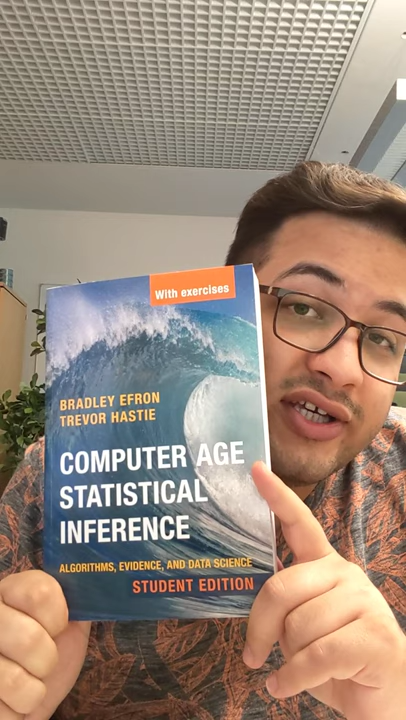 With exercises
BRADLEY EFRON
TREVOR HASTIE
COMPUTER AGE
STATISTICAL
INFERENCE
ALGORITHMS, EVIDENCE, AND DATA SCIENCE
STUDENT EDITION